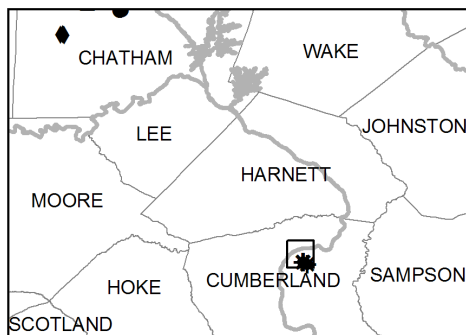 WAKE
CHATHAM
JOHNSTON
LEE
HARNETT
MOORE
SAMPSON
CUMBERLAND
HOKE
SCOTLAND